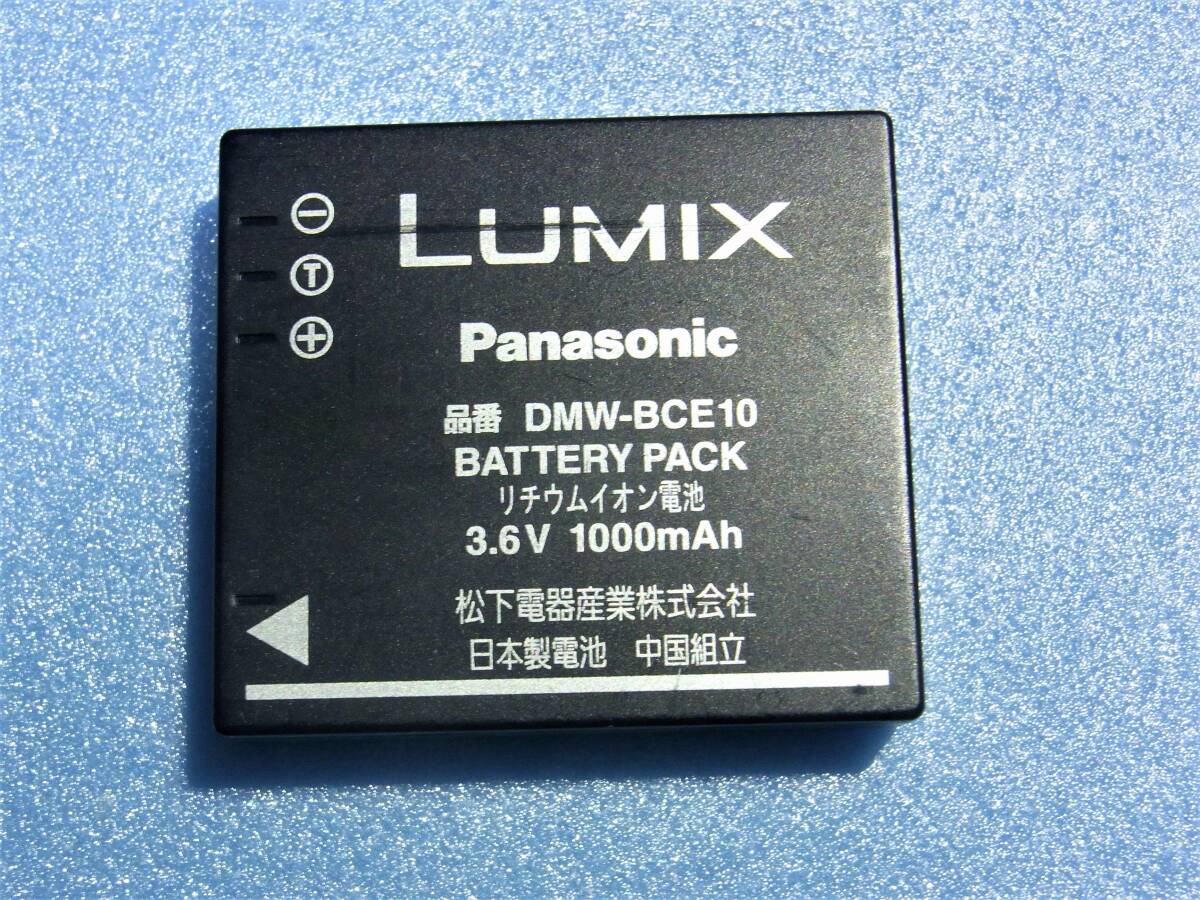 LUMIX
Panasonic
品番 DMW-BCE10
BATTERY PACK
リチウムイオン電池
3.6V 1000mAh
松下電器産業株式会社
日本製電池 中国組立
−
T
+